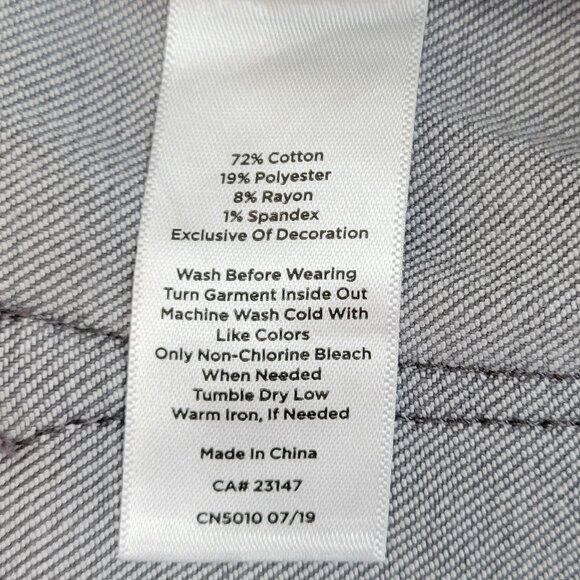 72% Cotton
19% Polyester
8% Rayon
1% Spandex
Exclusive Of Decoration
Wash Before Wearing
Turn Garment Inside Out
Machine Wash Cold With
Like Colors
Only Non-Chlorine Bleach
When Needed
Tumble Dry Low
Warm Iron, If Needed
Made In China
CA# 23147
CN5010 07/19